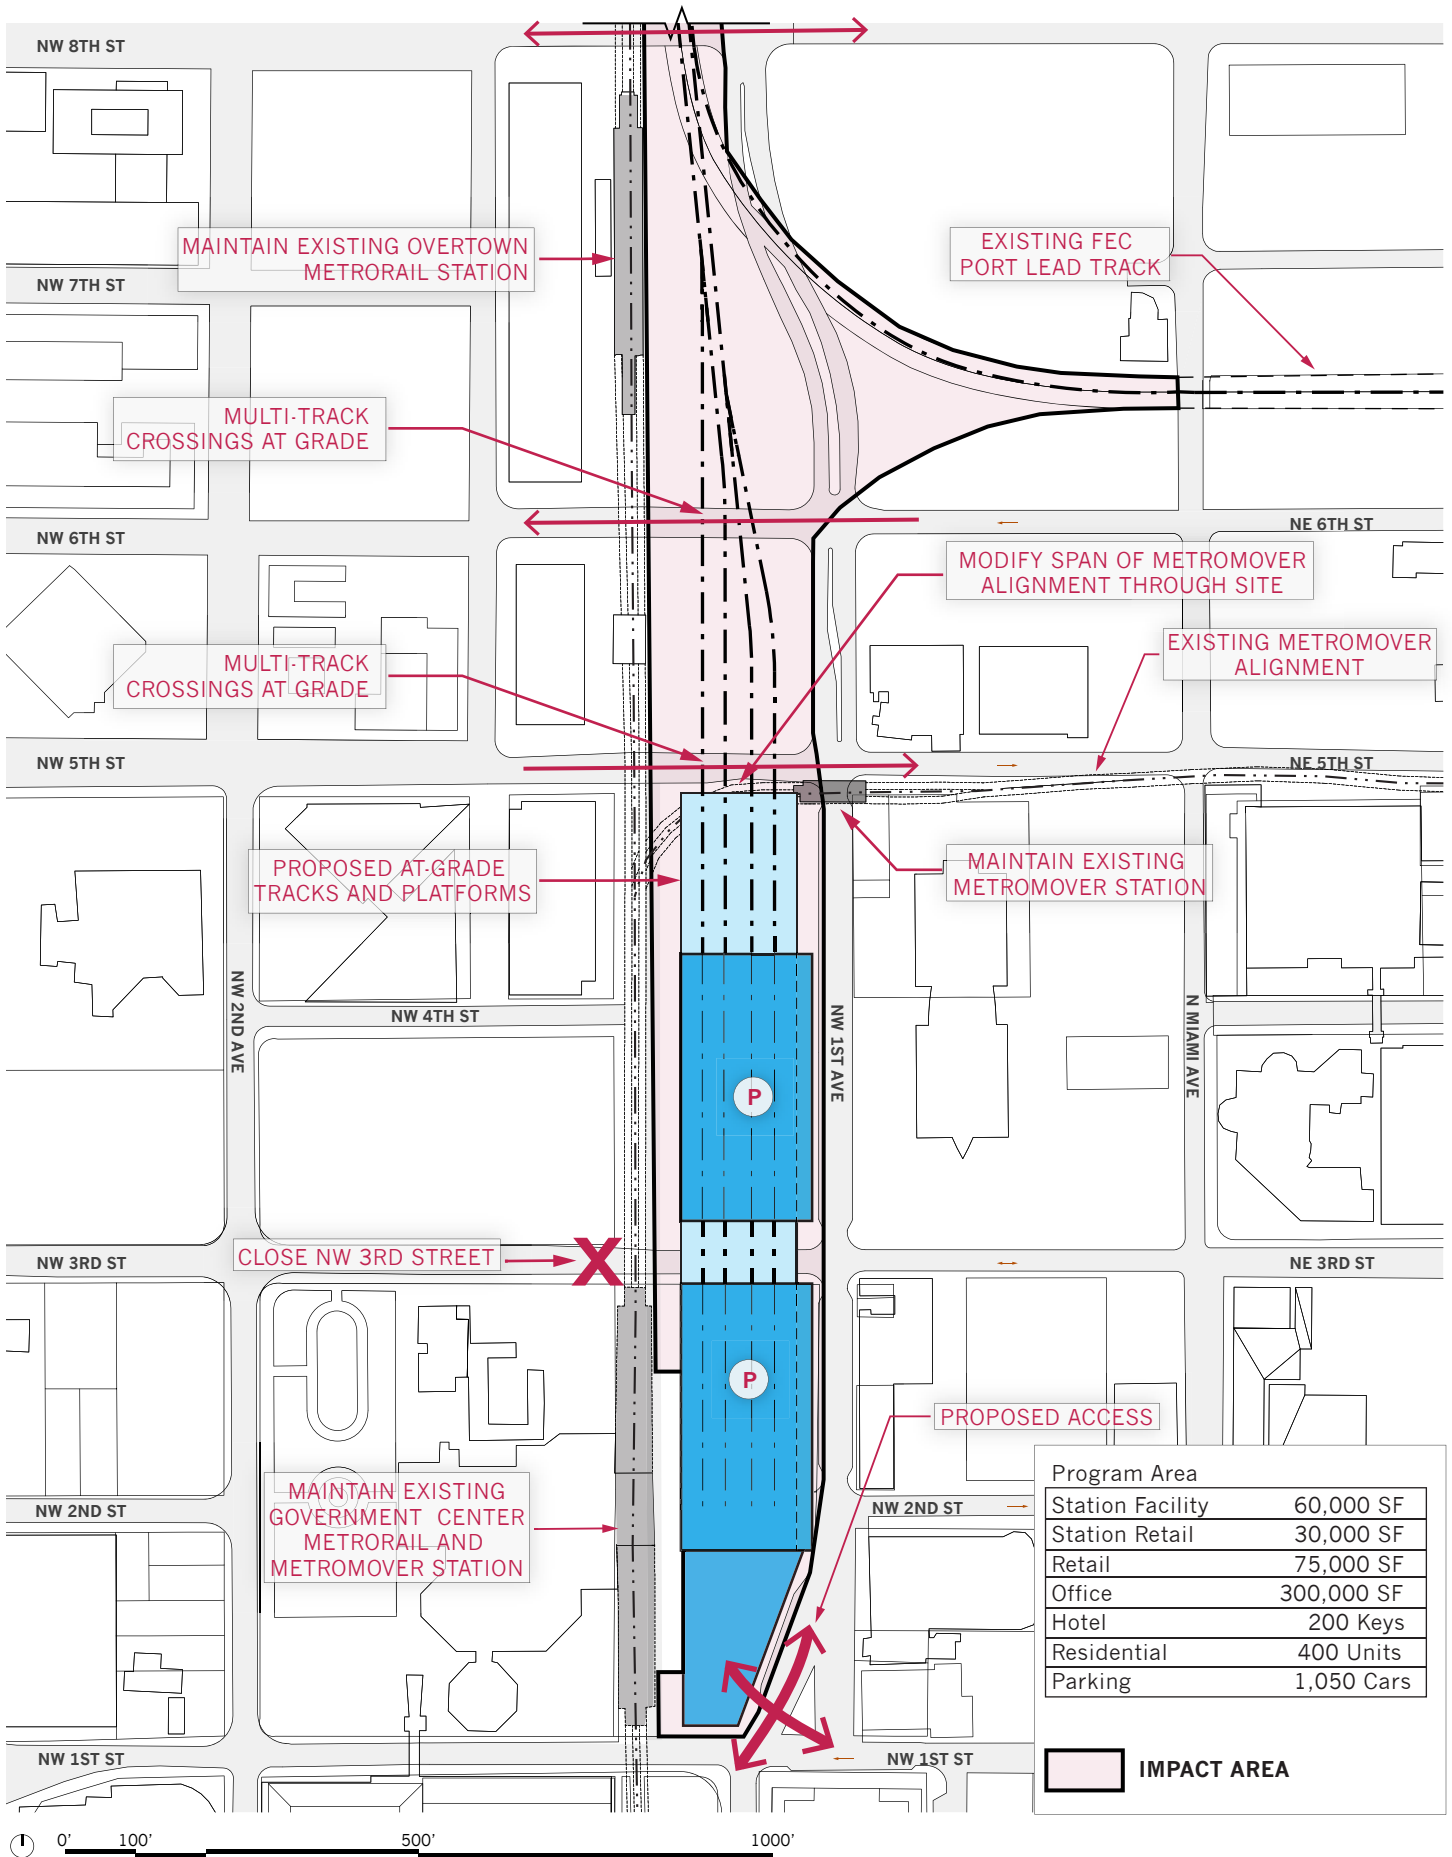 NW 8TH ST
MAINTAIN EXISTING OVERTOWN
METRORAIL STATION
EXISTING FEC
PORT LEAD TRACK
NW 7TH ST
MULTI-TRACK
CROSSINGS AT GRADE
NW 6TH ST
NE 6TH ST
MODIFY SPAN OF METROMOVER
ALIGNMENT THROUGH SITE
EXISTING METROMOVER
ALIGNMENT
MULTI-TRACK
CROSSINGS AT GRADE
NW 5TH ST
NE 5TH ST
PROPOSED AT-GRADE
TRACKS AND PLATFORMS
MAINTAIN EXISTING
METROMOVER STATION
NW 2ND AVE
NW 4TH ST
NW 1ST AVE
N MIAMI AVE
P
CLOSE NW 3RD STREET
X
NW 3RD ST
NE 3RD ST
P
PROPOSED ACCESS
MAINTAIN EXISTING
GOVERNMENT CENTER
METRORAIL AND
METROMOVER STATION
NW 2ND ST
NW 2ND ST
Program Area
Station Facility 60,000 SF
Station Retail 30,000 SF
Retail 75,000 SF
Office 300,000 SF
Hotel 200 Keys
Residential 400 Units
Parking 1,050 Cars
NW 1ST ST
NW 1ST ST
IMPACT AREA
0' 100' 500' 1000'